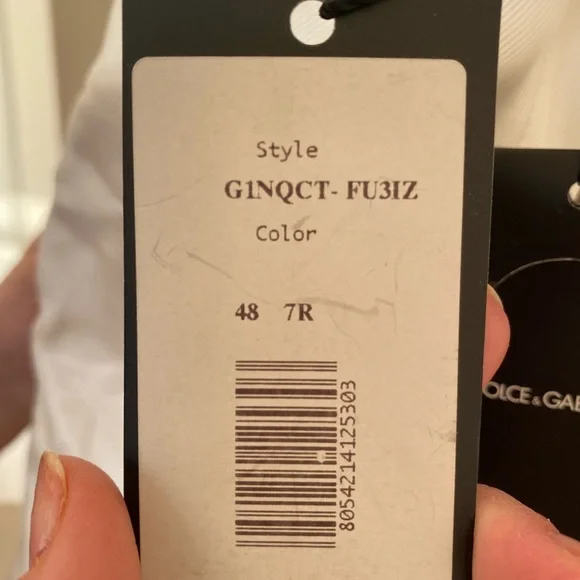 Style
G1NQCT- FU3IZ
Color
48 7R
8054214125303
OLCE & GAB